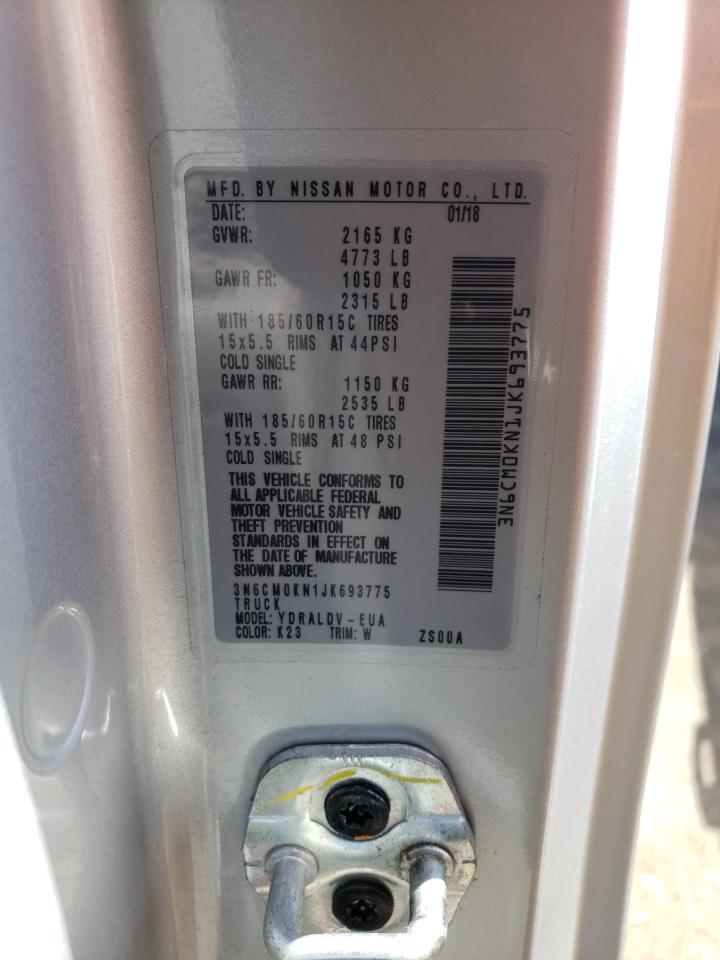 MFD. BY NISSAN MOTOR CO., LTD.
DATE: 01/18
GVWR: 2165 KG
4773 LB
GAWR FR: 1050 KG
2315 LB
WITH 185/60R15C TIRES
15x5.5 RIMS AT 44PSI
COLD SINGLE
GAWR RR: 1150 KG
2535 LB
WITH 185/60R15C TIRES
15x5.5 RIMS AT 48 PSI
COLD SINGLE
THIS VEHICLE CONFORMS TO
ALL APPLICABLE FEDERAL
MOTOR VEHICLE SAFETY AND
THEFT PREVENTION
STANDARDS IN EFFECT ON
THE DATE OF MANUFACTURE
SHOWN ABOVE.
3N6CM0KN1JK693775
TRUCK
MODEL: YDRALDV-EUA
COLOR: K23 TRIM: W ZS00A
3N6CM0KN1JK693775